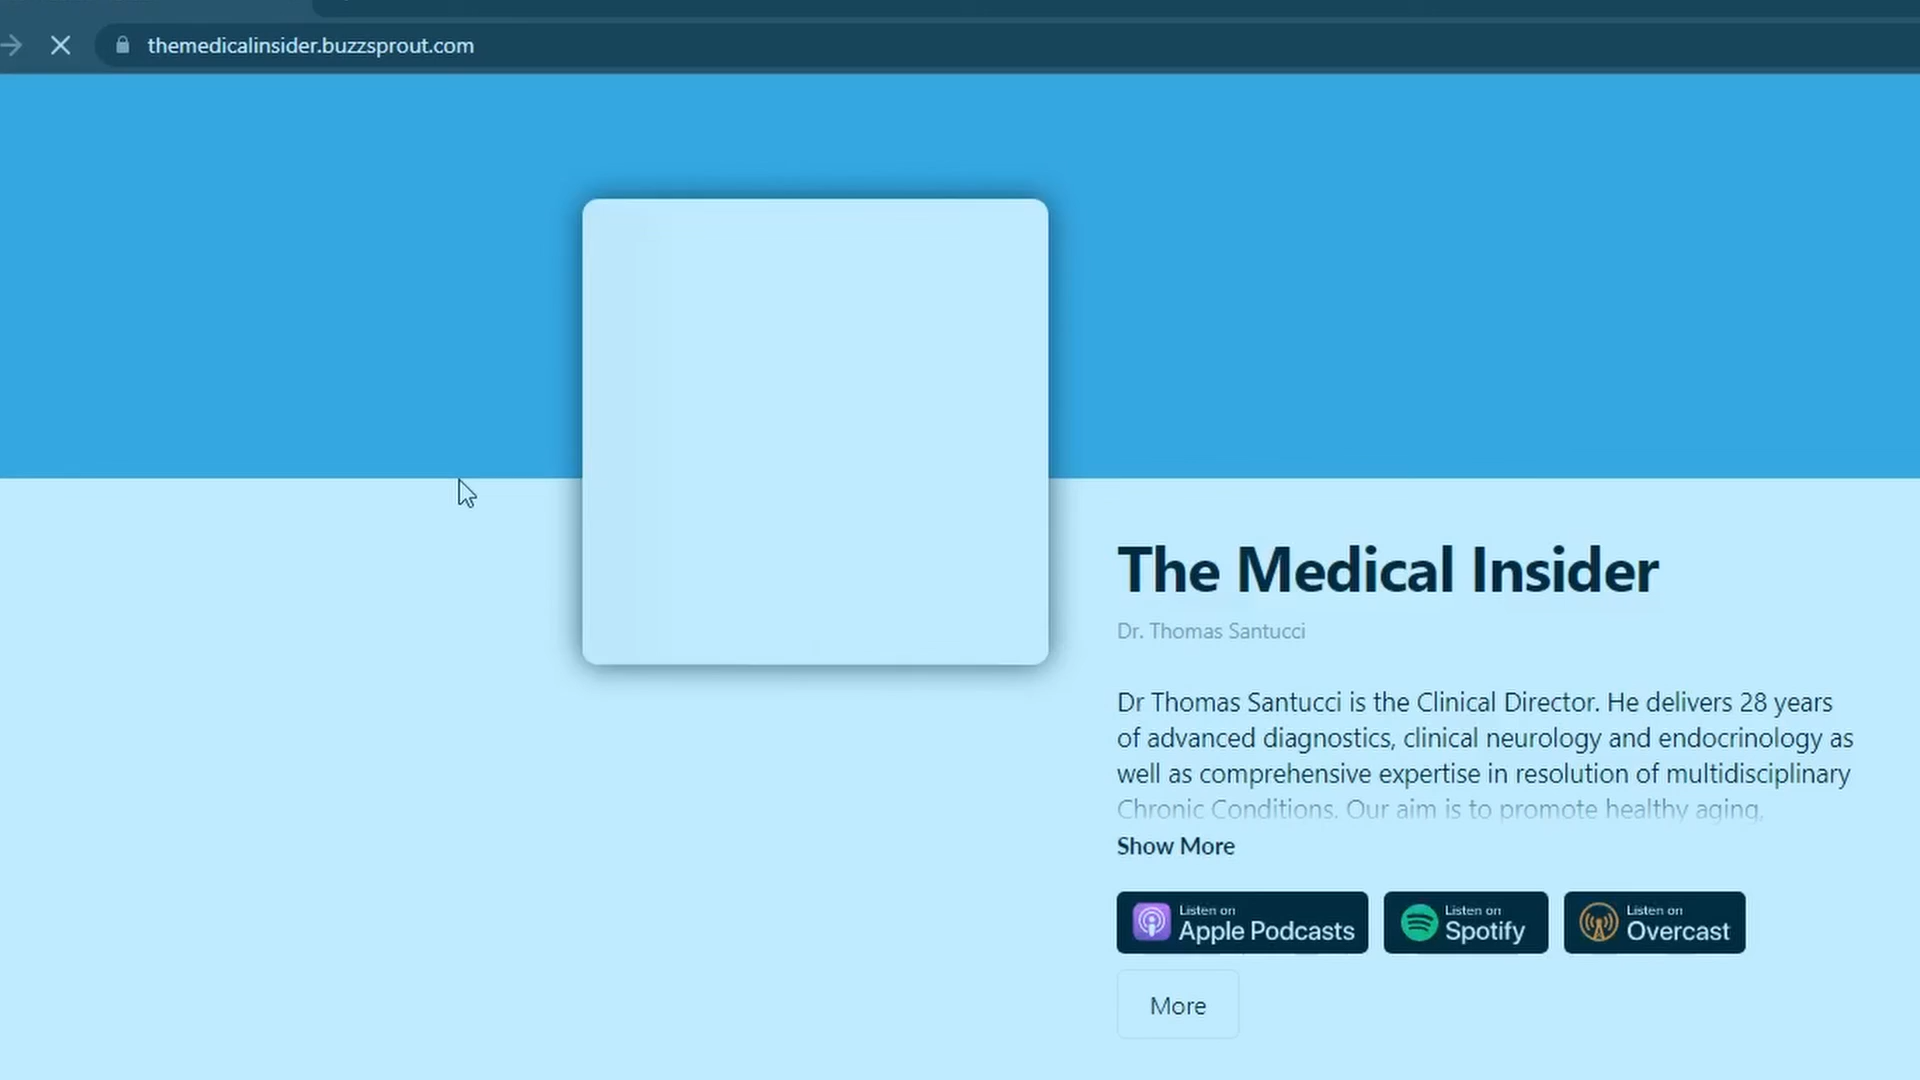 themedicalinsider.buzzsprout.com
The Medical Insider
Dr. Thomas Santucci
Dr Thomas Santucci is the Clinical Director. He delivers 28 years
of advanced diagnostics, clinical neurology and endocrinology as
well as comprehensive expertise in resolution of multidisciplinary
Chronic Conditions. Our aim is to promote healthy aging,
Show More
Listen on
Apple Podcasts
Listen on
Spotify
Listen on
Overcast
More